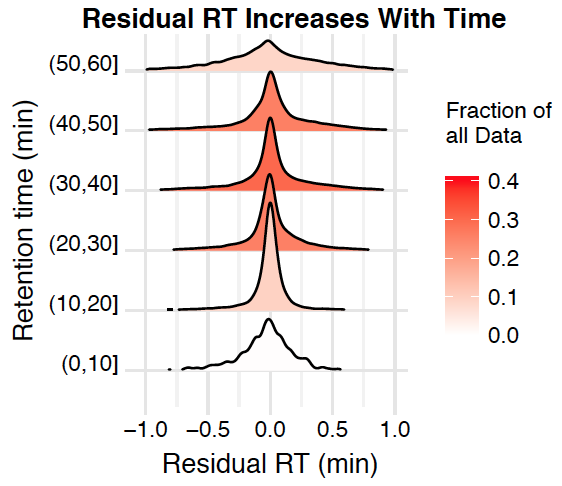 Residual RT Increases With Time
Retention time (min)
(50,60]
(40,50]
(30,40]
(20,30]
(10,20]
(0,10]
−1.0 −0.5 0.0 0.5 1.0
Residual RT (min)
Fraction of
all Data
0.4
0.3
0.2
0.1
0.0